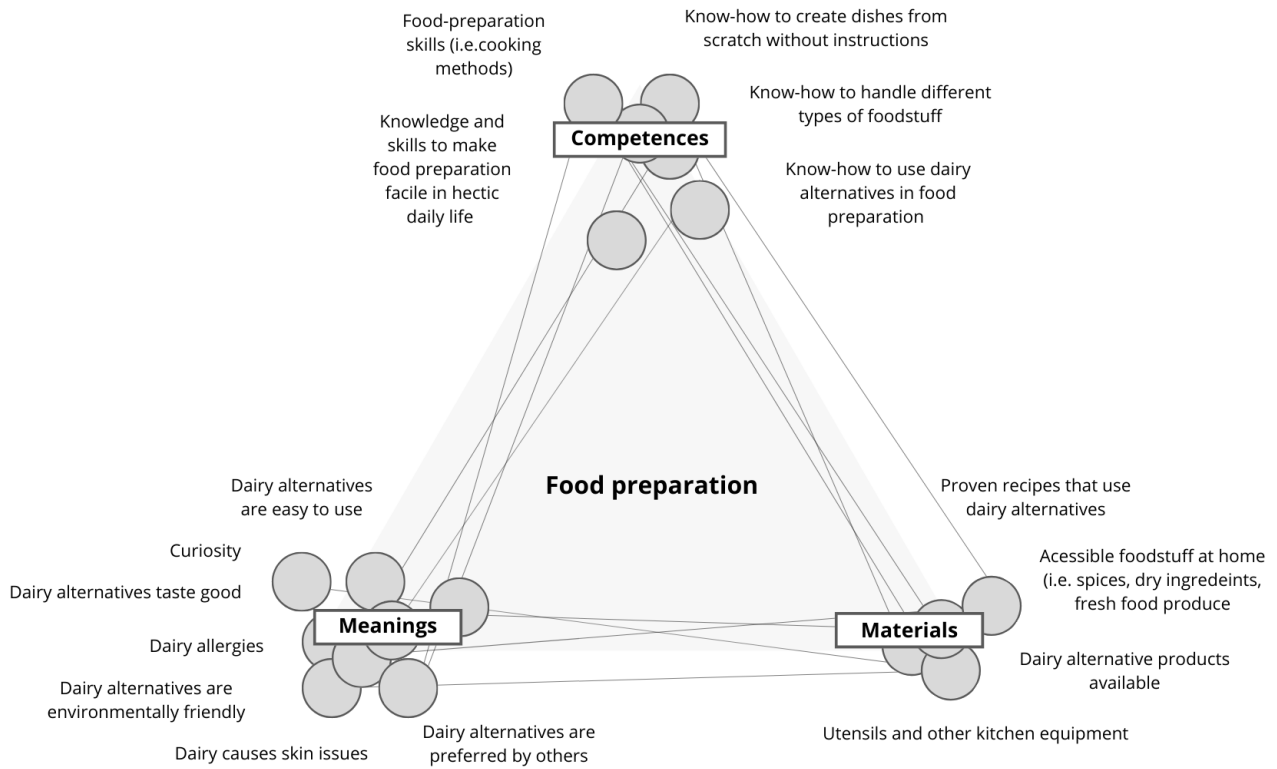 Food-preparation
skills (i.e.cooking
methods)
Know-how to create dishes from
scratch without instructions
Know-how to handle different
types of foodstuff
Knowledge and
skills to make
food preparation
facile in hectic
daily life
Competences
Know-how to use dairy
alternatives in food
preparation
Food preparation
Dairy alternatives
are easy to use
Curiosity
Dairy alternatives taste good
Dairy allergies
Dairy alternatives are
environmentally friendly
Dairy causes skin issues
Dairy alternatives are
preferred by others
Meanings
Proven recipes that use
dairy alternatives
Acessible foodstuff at home
(i.e. spices, dry ingredeints,
fresh food produce
Materials
Dairy alternative products
available
Utensils and other kitchen equipment